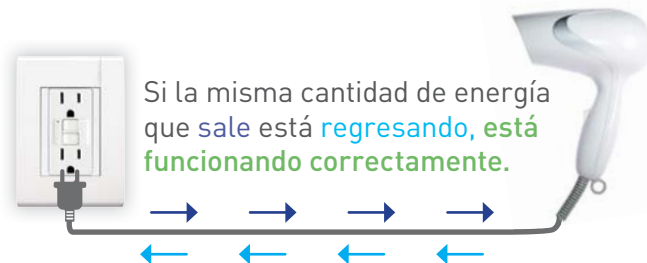 Si la misma cantidad de energía
que sale está regresando, está
funcionando correctamente.